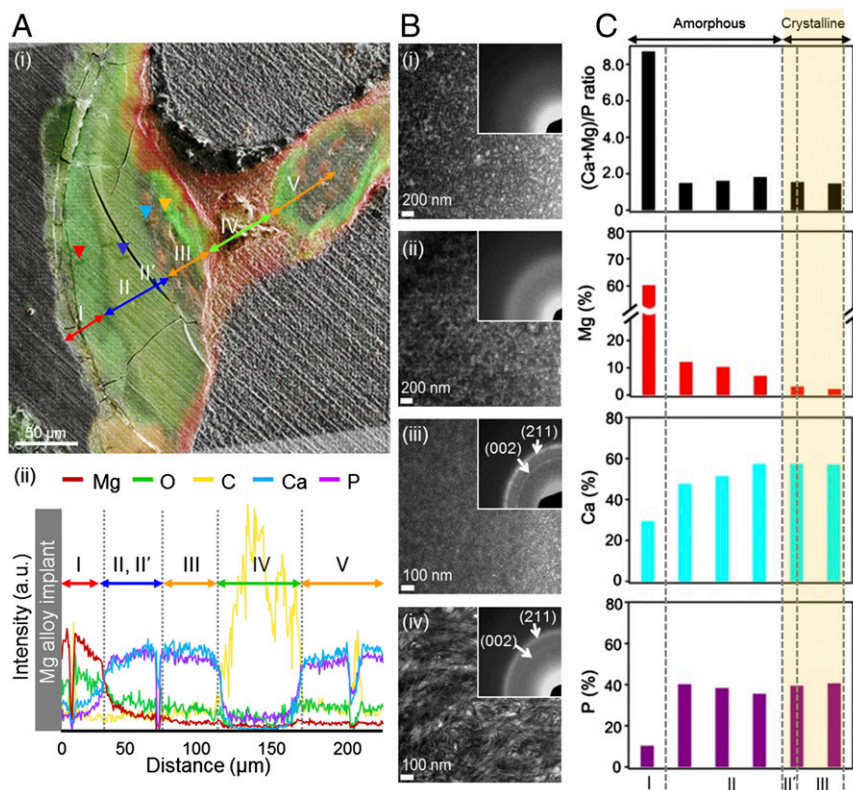 A
(i)
I
II
II'
III
IV
V
50 μm
(ii)
Mg O C Ca P
Intensity (a.u.)
Mg alloy implant
I II, II′ III IV V
0 50 100 150 200
Distance (μm)
B
(i)
200 nm
(ii)
200 nm
(iii)
(002) (211)
100 nm
(iv)
(002) (211)
100 nm
C
Amorphous Crystalline
(Ca+Mg)/P ratio
8.0
6.0
4.0
2.0
0
Mg (%)
60
20
10
0
Ca (%)
80
60
40
20
0
P (%)
80
60
40
20
0
I II II' III